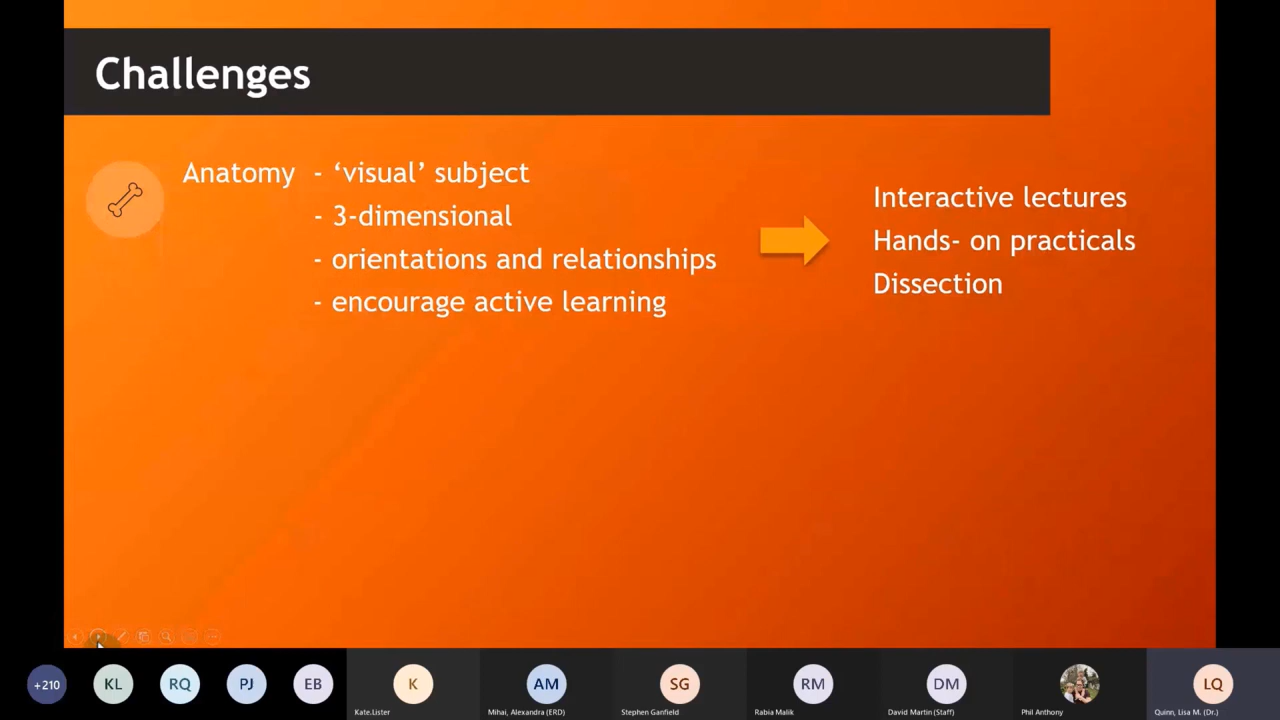 Challenges
Anatomy - ‘visual’ subject
- 3-dimensional
- orientations and relationships
- encourage active learning
Interactive lectures
Hands- on practicals
Dissection
+210
KL
RQ
PJ
EB
K
AM
SG
RM
DM
LQ
Kate.Lister
Mihai, Alexandra (ERD)
Stephen Ganfield
Rabia Malik
David Martin (Staff)
Phil Anthony
Quinn, Lisa M. (Dr.)